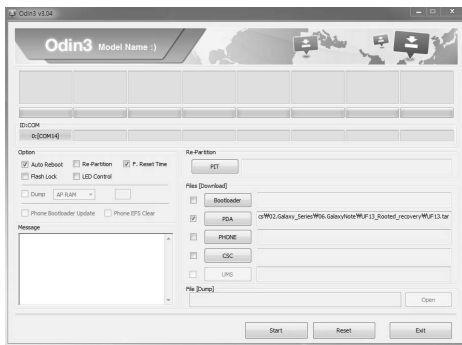 Odin3 v3.04
Odin3 Model Name :)
ID:COM
0:[COM14]
Option
Auto Reboot Re-Partition F. Reset Time
Flash Lock LED Control
Dump AP RAM
Phone Bootloader Update Phone EFS Clear
Message
Re-Partition
PIT
Files [Download]
Bootloader
PDA cs₩02.Galaxy_Series₩06.GalaxyNote₩UF13_Rooted_recovery₩UF13.tar
PHONE
CSC
UMS
File [Dump]
Open
Start Reset Exit